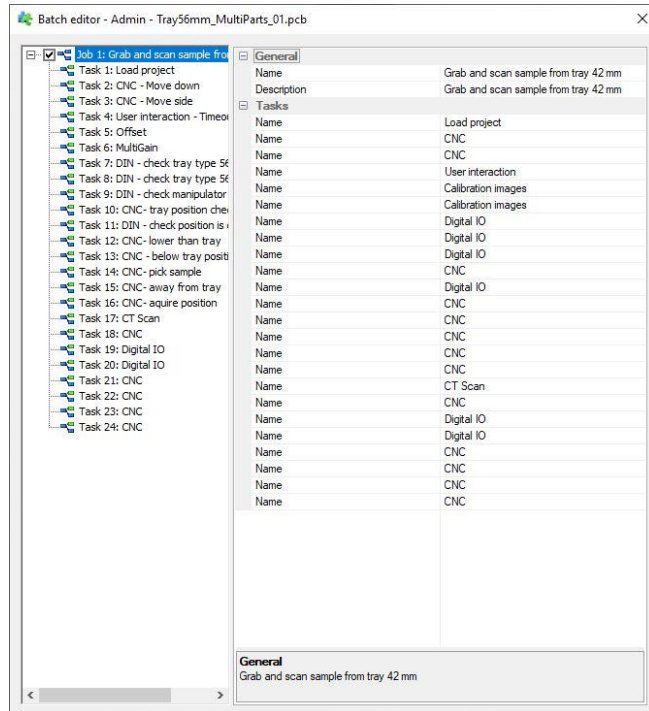 Batch editor - Admin - Tray56mm_MultiParts_01.pcb
Job 1: Grab and scan sample fro
Task 1: Load project
Task 2: CNC - Move down
Task 3: CNC - Move side
Task 4: User interaction - Timeou
Task 5: Offset
Task 6: MultiGain
Task 7: DIN - check tray type 56
Task 8: DIN - check tray type 56
Task 9: DIN - check manipulator
Task 10: CNC- tray position chec
Task 11: DIN - check position is
Task 12: CNC- lower than tray
Task 13: CNC - below tray positi
Task 14: CNC- pick sample
Task 15: CNC- away from tray
Task 16: CNC- aquire position
Task 17: CT Scan
Task 18: CNC
Task 19: Digital IO
Task 20: Digital IO
Task 21: CNC
Task 22: CNC
Task 23: CNC
Task 24: CNC
General
Name Grab and scan sample from tray 42 mm
Description Grab and scan sample from tray 42 mm
Tasks
Name Load project
Name CNC
Name CNC
Name User interaction
Name Calibration images
Name Calibration images
Name Digital IO
Name Digital IO
Name Digital IO
Name CNC
Name Digital IO
Name CNC
Name CNC
Name CNC
Name CNC
Name CNC
Name CT Scan
Name CNC
Name Digital IO
Name Digital IO
Name CNC
Name CNC
Name CNC
Name CNC
General
Grab and scan sample from tray 42 mm